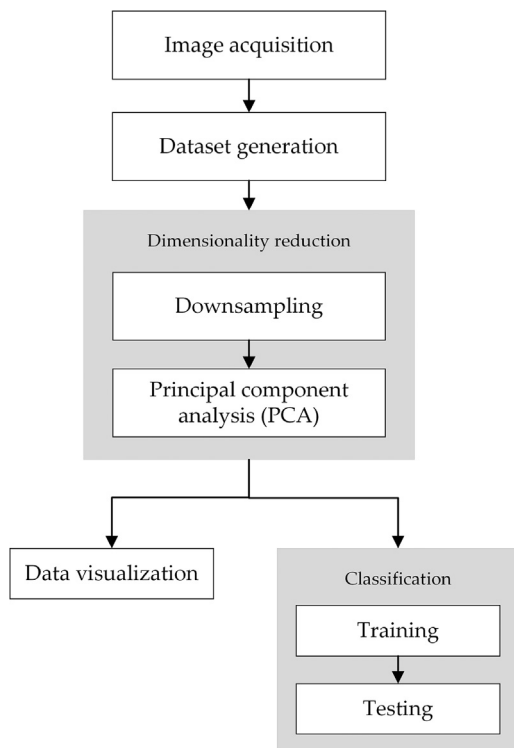 Image acquisition
Dataset generation
Dimensionality reduction
Downsampling
Principal component
analysis (PCA)
Data visualization
Classification
Training
Testing